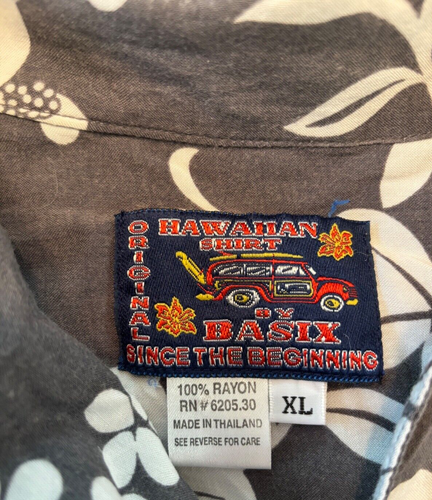 ORIGINAL
HAWAIIAN
SHIRT
BY
BASIX
SINCE THE BEGINNING
100% RAYON
RN # 6205.30
MADE IN THAILAND
SEE REVERSE FOR CARE
XL